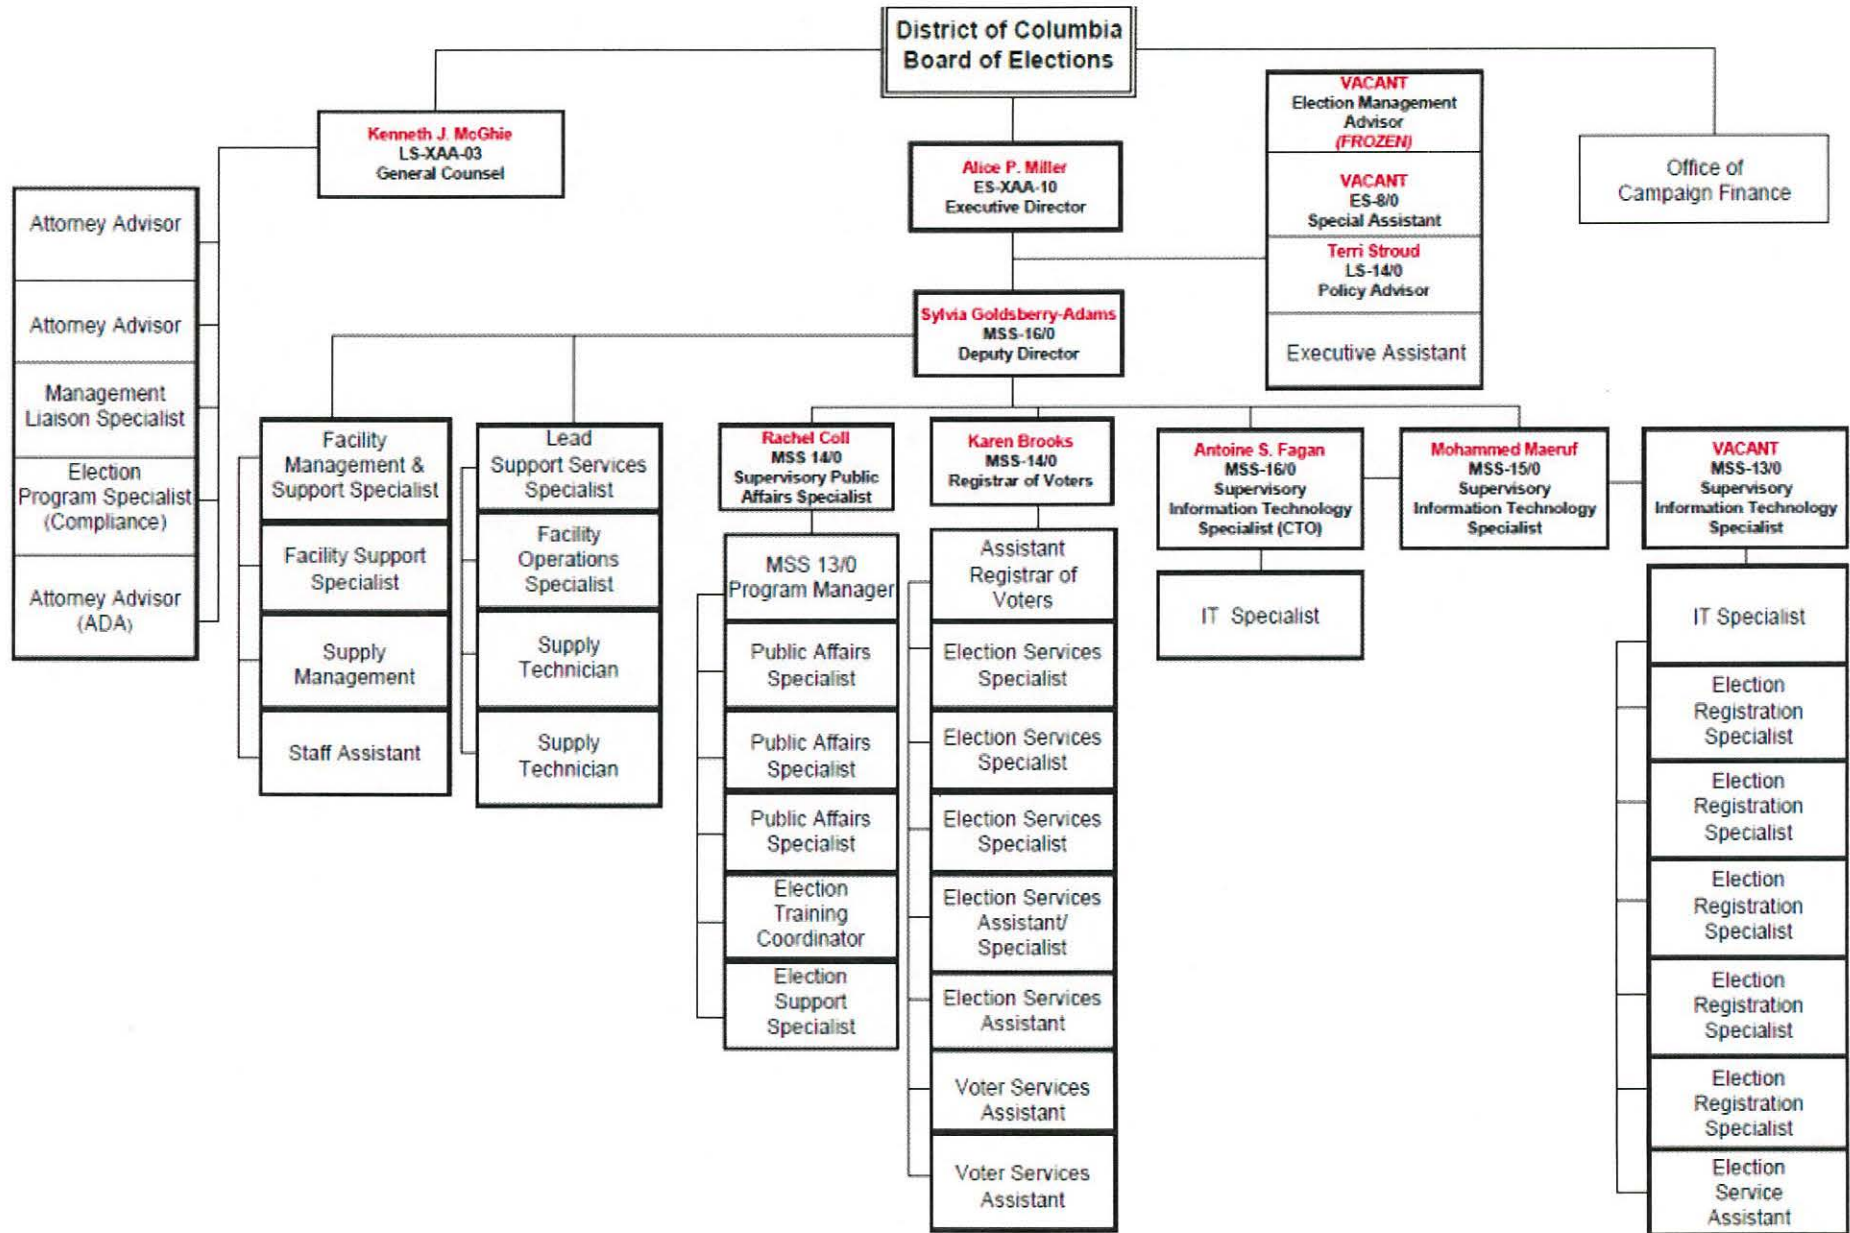 District of Columbia
Board of Elections
Kenneth J. McGhie
LS-XAA-03
General Counsel
Alice P. Miller
ES-XAA-10
Executive Director
VACANT
Election Management
Advisor
(FROZEN)
VACANT
ES-8/0
Special Assistant
Terri Stroud
LS-14/0
Policy Advisor
Executive Assistant
Office of
Campaign Finance
Attorney Advisor
Attorney Advisor
Management
Liaison Specialist
Election
Program Specialist
(Compliance)
Attorney Advisor
(ADA)
Sylvia Goldsberry-Adams
MSS-16/0
Deputy Director
Facility
Management &
Support Specialist
Facility Support
Specialist
Supply
Management
Staff Assistant
Lead
Support Services
Specialist
Facility
Operations
Specialist
Supply
Technician
Supply
Technician
Rachel Coll
MSS 14/0
Supervisory Public
Affairs Specialist
MSS 13/0
Program Manager
Public Affairs
Specialist
Public Affairs
Specialist
Public Affairs
Specialist
Election
Training
Coordinator
Election
Support
Specialist
Karen Brooks
MSS-14/0
Registrar of Voters
Assistant
Registrar of
Voters
Election Services
Specialist
Election Services
Specialist
Election Services
Specialist
Election Services
Assistant/
Specialist
Election Services
Assistant
Voter Services
Assistant
Voter Services
Assistant
Antoine S. Fagan
MSS-16/0
Supervisory
Information Technology
Specialist (CTO)
IT Specialist
Mohammed Maeruf
MSS-15/0
Supervisory
Information Technology
Specialist
VACANT
MSS-13/0
Supervisory
Information Technology
Specialist
IT Specialist
Election
Registration
Specialist
Election
Registration
Specialist
Election
Registration
Specialist
Election
Registration
Specialist
Election
Registration
Specialist
Election
Service
Assistant